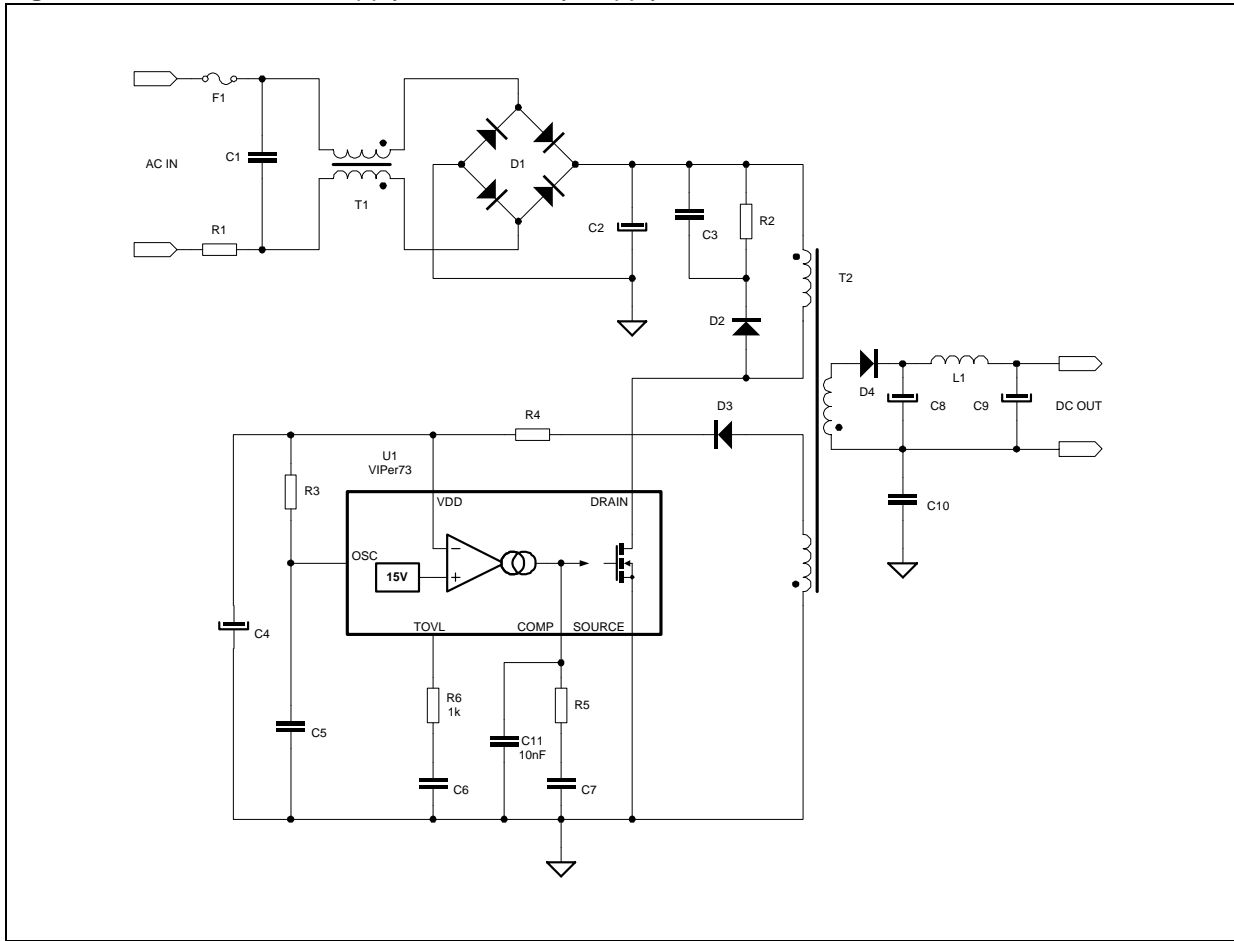 F1
AC IN
C1
T1
D1
R1
C2
C3
R2
T2
D2
D4
L1
C8
C9
DC OUT
D3
R4
U1
VIPer73
R3
VDD
DRAIN
C10
OSC
15V
−
+
C4
TOVL
COMP
SOURCE
R6
1k
R5
C5
C11
10nF
C6
C7